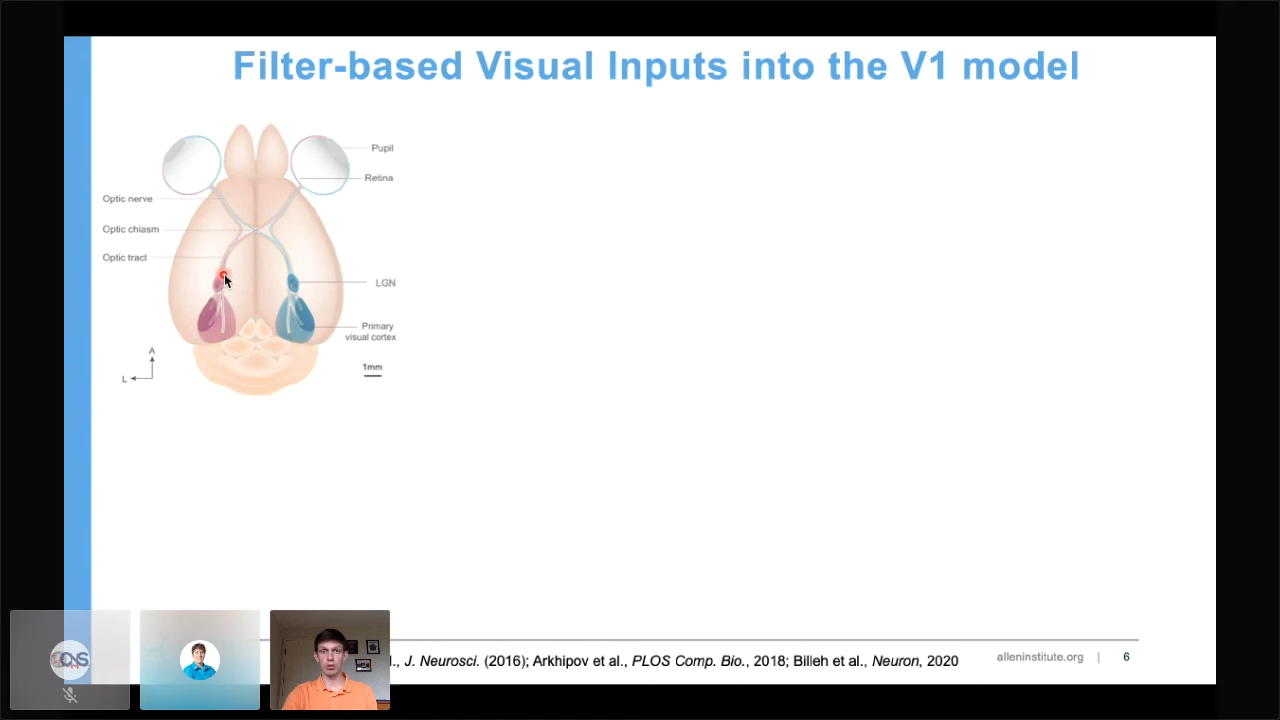 Filter-based Visual Inputs into the V1 model
Pupil
Retina
Optic nerve
Optic chiasm
Optic tract
LGN
Primary
visual cortex
A
L
1mm
J. Neurosci. (2016); Arkhipov et al., PLOS Comp. Bio., 2018; Billeh et al., Neuron, 2020
alleninstitute.org | 6